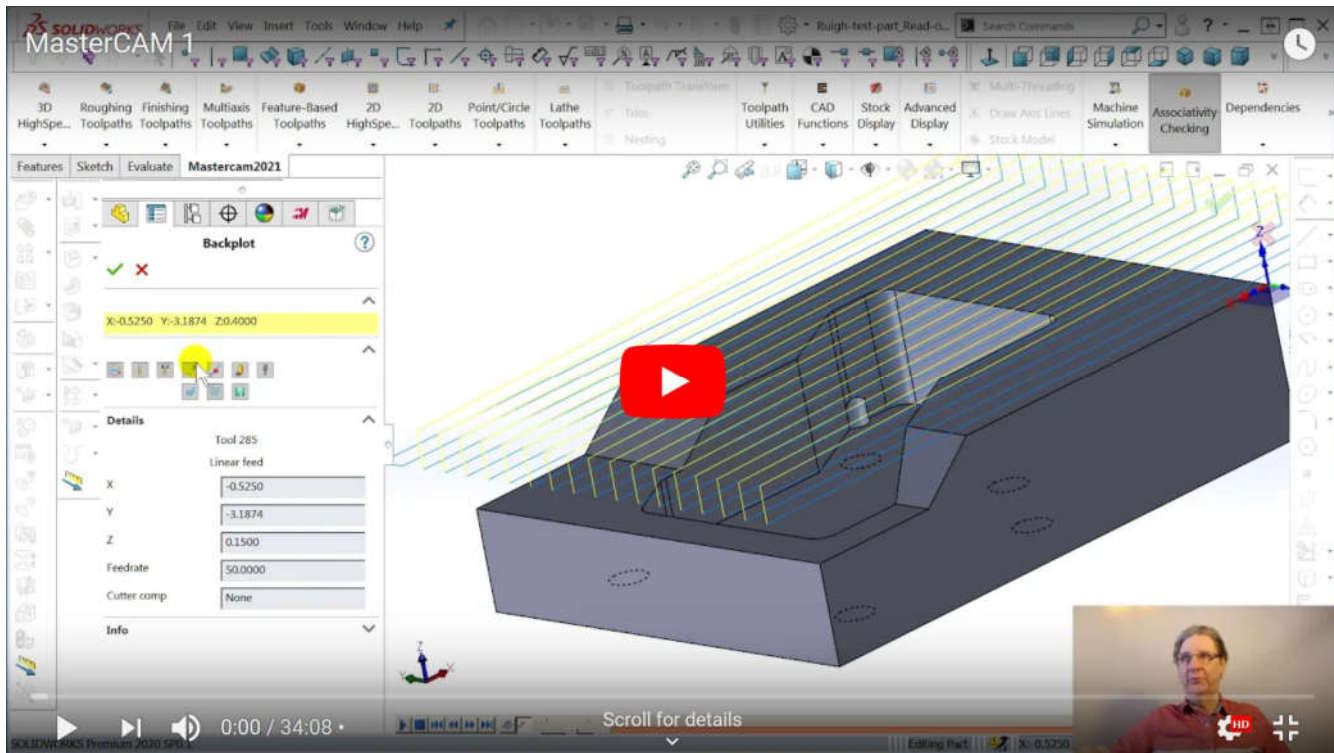 SOLIDWORKS File Edit View Insert Tools Window Help Ruigh-test-part_Read-o... Search Commands ?
MasterCAM 1
3D HighSpe...
Roughing Toolpaths
Finishing Toolpaths
Multiaxis Toolpaths
Feature-Based Toolpaths
2D HighSpe...
2D Toolpaths
Point/Circle Toolpaths
Lathe Toolpaths
Toolpath Transform
Trim
Nesting
Toolpath Utilities
CAD Functions
Stock Display
Advanced Display
Multi-Threading
Draw Axis Lines
Stock Model
Machine Simulation
Associativity Checking
Dependencies
Features Sketch Evaluate Mastercam2021
Backplot ?
X:-0.5250 Y:-3.1874 Z:0.4000
Details
Tool 285
Linear feed
X -0.5250
Y -3.1874
Z 0.1500
Feedrate 50.0000
Cutter comp None
Info
Z
Z
Y X
0:00 / 34:08 •
Scroll for details
HD
SOLIDWORKS Premium 2020 SP0.1
Editing Part X: -0.5250